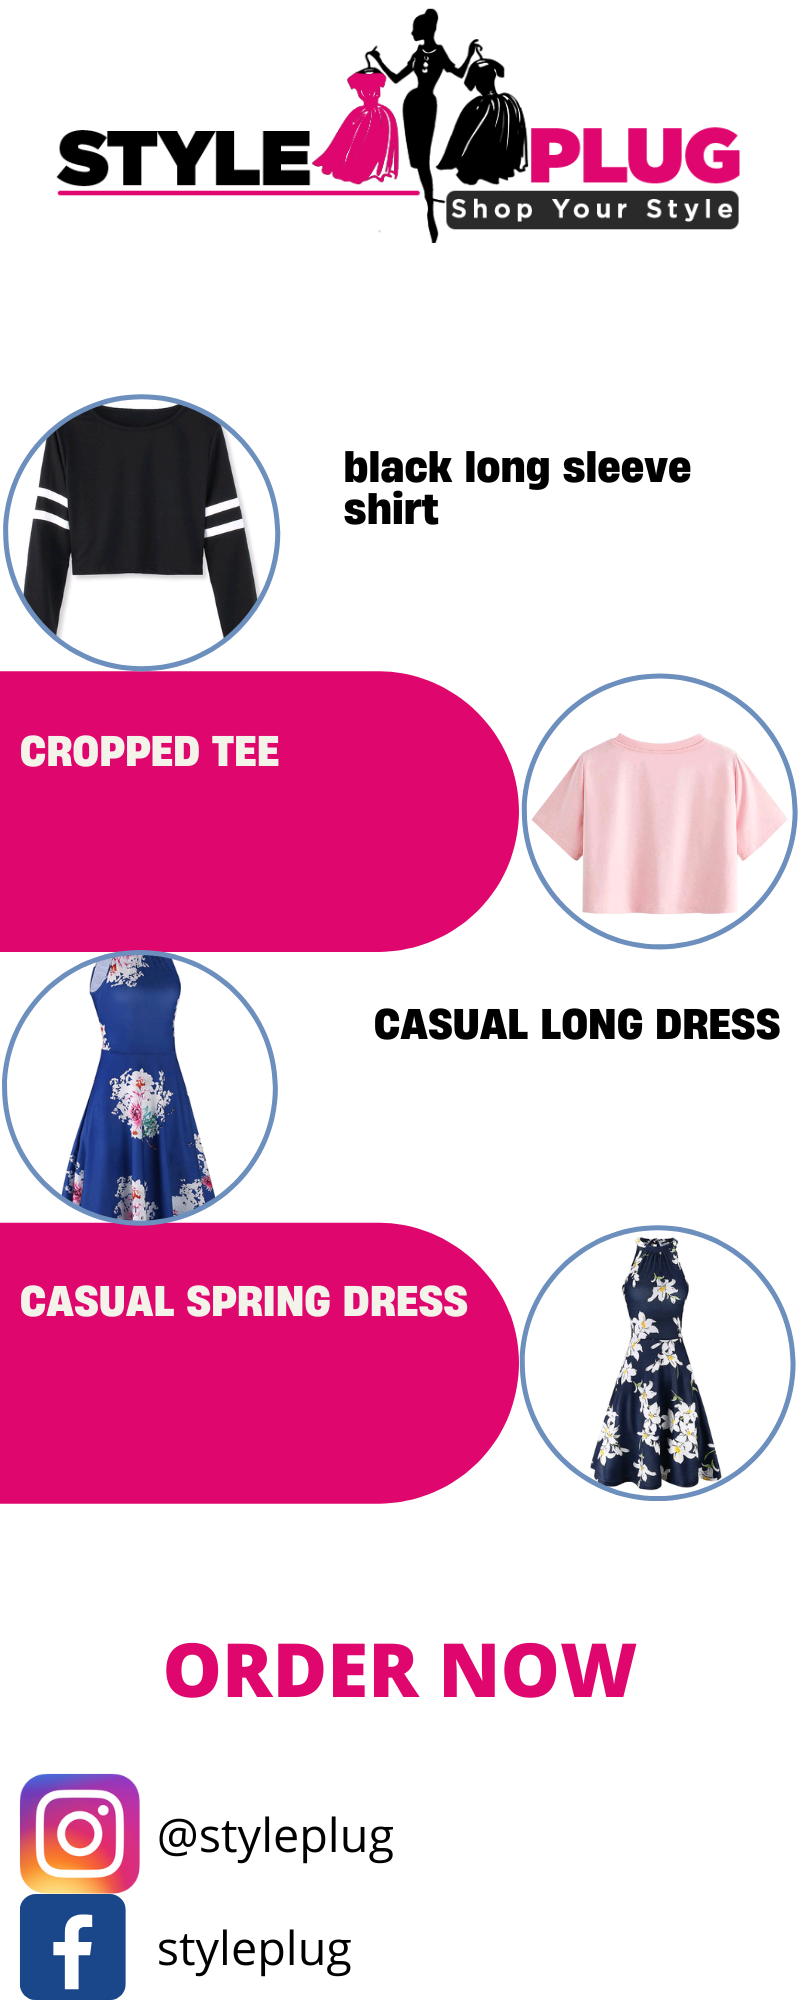 STYLE PLUG
Shop Your Style
black long sleeve
shirt
CROPPED TEE
CASUAL LONG DRESS
CASUAL SPRING DRESS
ORDER NOW
@styleplug
styleplug